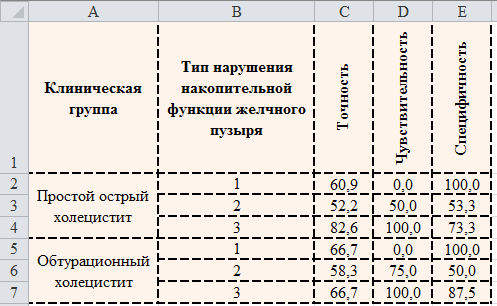 A B C D E
1 Клиническая группа Тип нарушения накопительной функции желчного пузыря Точность Чувствительность Специфичность
2 Простой острый холецистит 1 60,9 0,0 100,0
3 2 52,2 50,0 53,3
4 3 82,6 100,0 73,3
5 Обтурационный холецистит 1 66,7 0,0 100,0
6 2 58,3 75,0 50,0
7 3 66,7 100,0 87,5